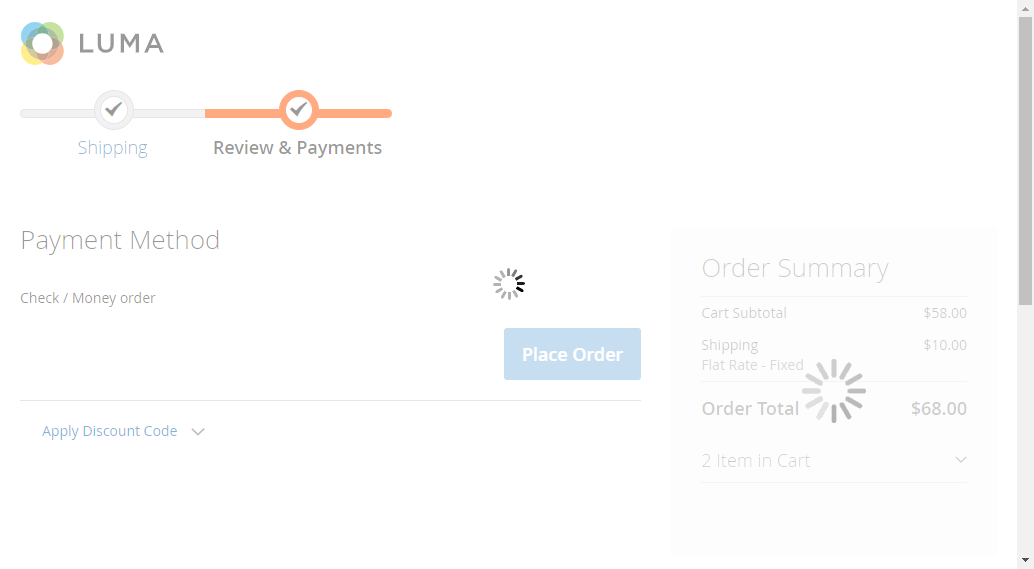 LUMA
Shipping
Review & Payments
Payment Method
Check / Money order
Place Order
Apply Discount Code
Order Summary
Cart Subtotal $58.00
Shipping $10.00
Flat Rate - Fixed
Order Total $68.00
2 Item in Cart